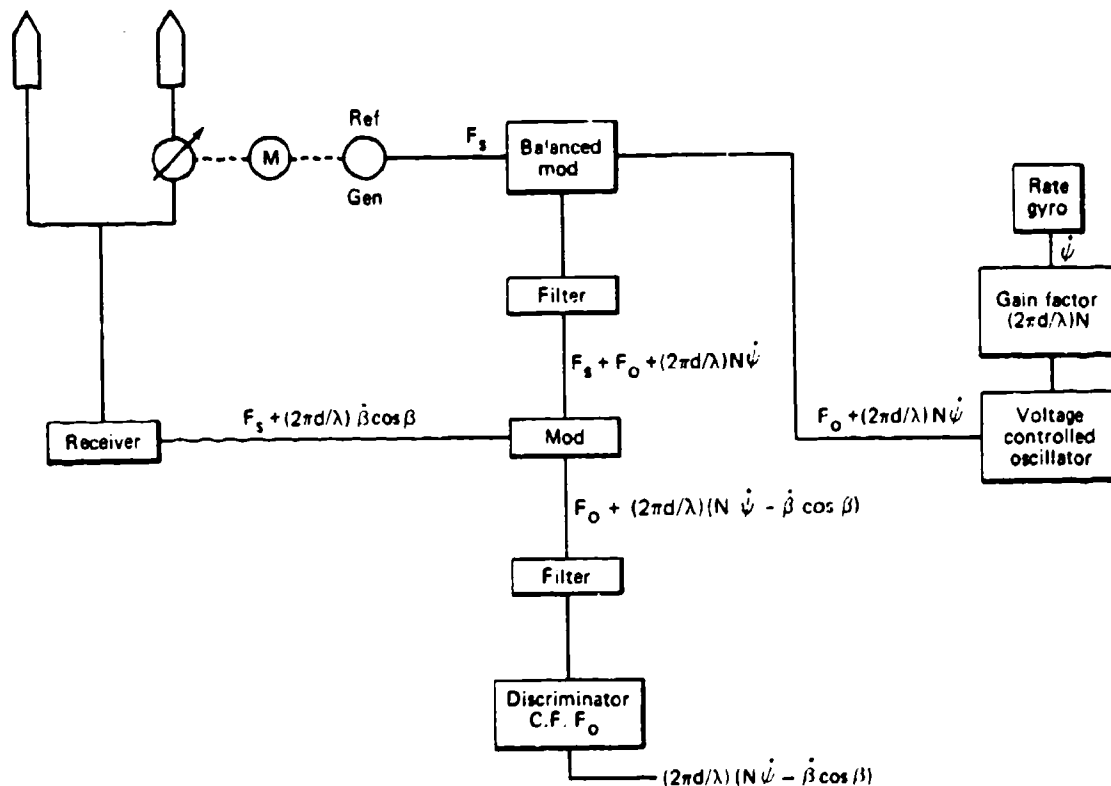 Ref
F_s
Balanced
mod
M
Gen
Rate
gyro
ψ̇
Filter
Gain factor
(2πd/λ)N
F_s + F_o + (2πd/λ)Nψ̇
F_s + (2πd/λ) β̇ cos β
F_o + (2πd/λ) Nψ̇
Receiver
Mod
Voltage
controlled
oscillator
F_o + (2πd/λ) (N ψ̇ - β̇ cos β)
Filter
Discriminator
C.F. F_o
(2πd/λ) (N ψ̇ - β̇ cos β)